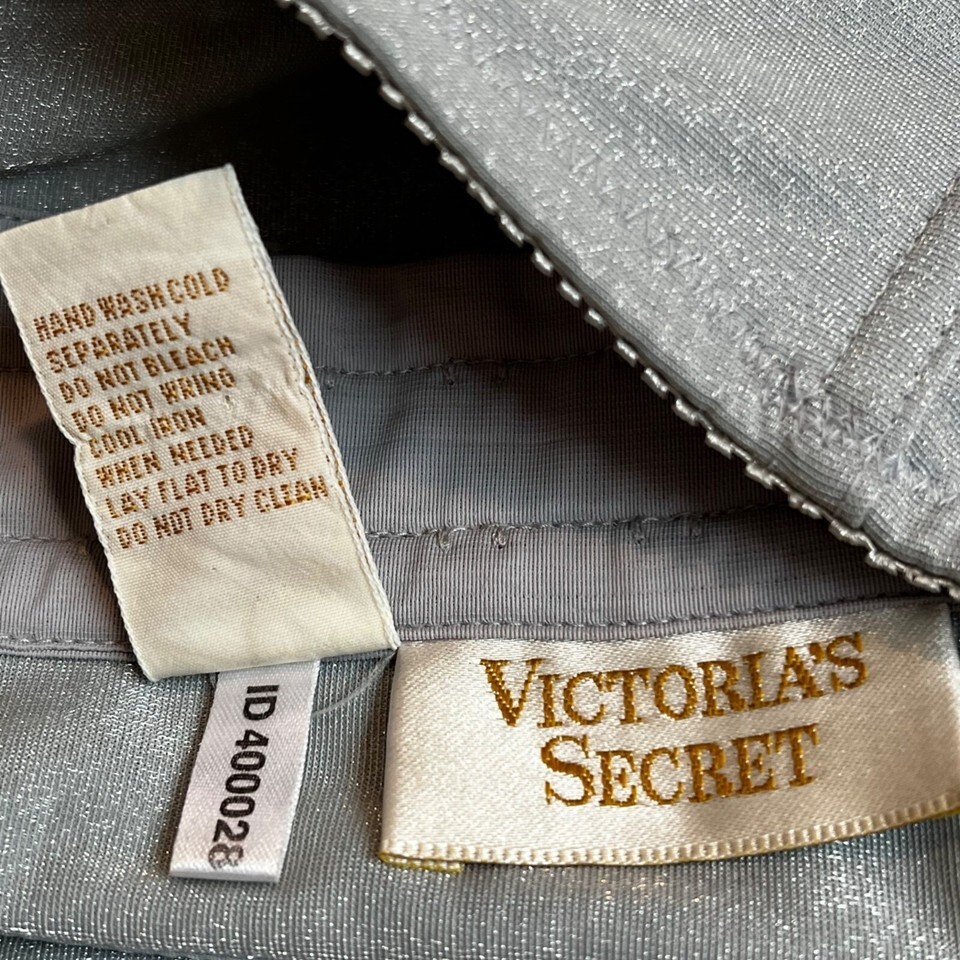 HAND WASH COLD
SEPARATELY
DO NOT BLEACH
DO NOT WRING
COOL IRON
WHEN NEEDED
LAY FLAT TO DRY
DO NOT DRY CLEAN
ID 400028
VICTORIA'S
SECRET